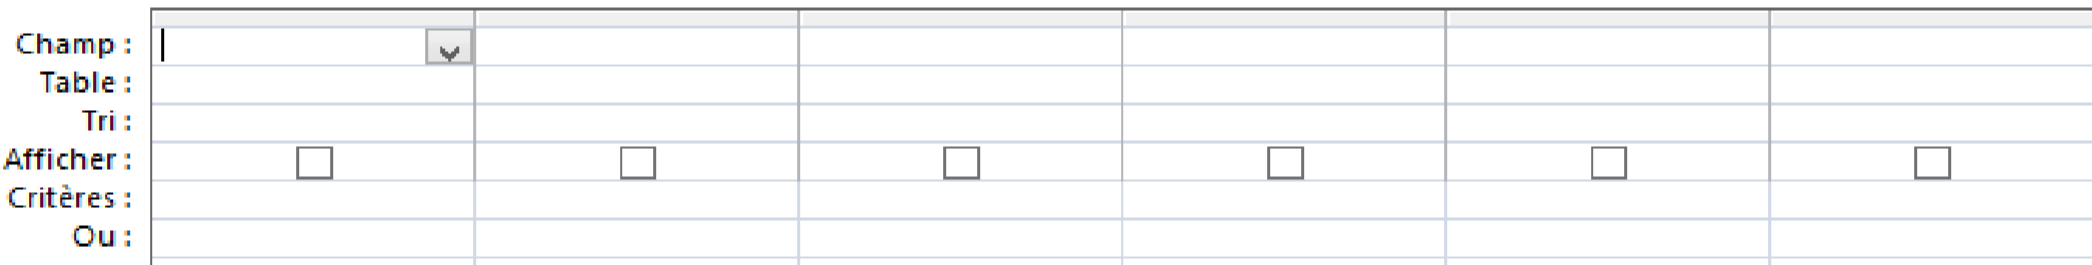 Champ :
Table :
Tri :
Afficher :
Critères :
Ou :